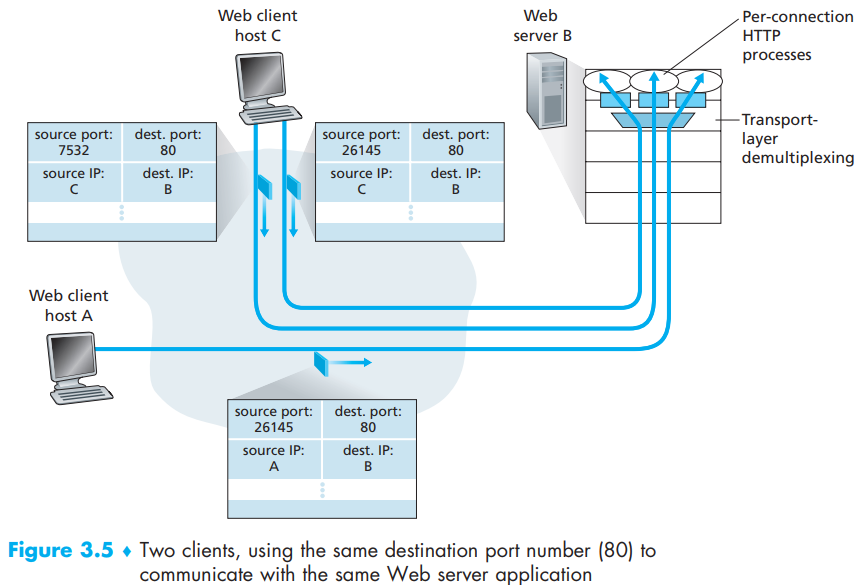 Web client
host C
Web
server B
Per-connection
HTTP
processes
Transport-
layer
demultiplexing
source port:
7532
dest. port:
80
source IP:
C
dest. IP:
B
source port:
26145
dest. port:
80
source IP:
C
dest. IP:
B
Web client
host A
source port:
26145
dest. port:
80
source IP:
A
dest. IP:
B
Figure 3.5 ♦ Two clients, using the same destination port number (80) to
communicate with the same Web server application